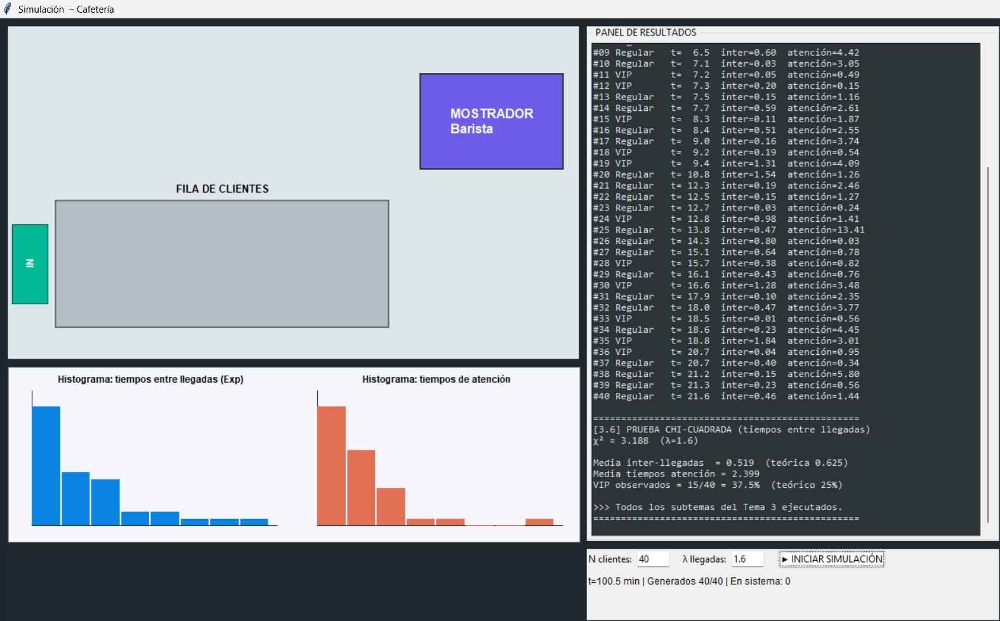 Simulación – Cafetería
MOSTRADOR
Barista
FILA DE CLIENTES
IN
Histograma: tiempos entre llegadas (Exp)
Histograma: tiempos de atención
PANEL DE RESULTADOS
#09 Regular   t=  6.5  inter=0.60  atención=4.42
#10 Regular   t=  7.1  inter=0.03  atención=3.05
#11 VIP       t=  7.2  inter=0.05  atención=0.49
#12 VIP       t=  7.3  inter=0.20  atención=0.15
#13 Regular   t=  7.5  inter=0.15  atención=1.16
#14 Regular   t=  7.7  inter=0.59  atención=2.61
#15 VIP       t=  8.3  inter=0.11  atención=1.87
#16 Regular   t=  8.4  inter=0.51  atención=2.55
#17 Regular   t=  9.0  inter=0.16  atención=3.74
#18 VIP       t=  9.2  inter=0.19  atención=0.54
#19 VIP       t=  9.4  inter=1.31  atención=4.09
#20 Regular   t= 10.8  inter=1.54  atención=1.26
#21 Regular   t= 12.3  inter=0.19  atención=2.46
#22 Regular   t= 12.5  inter=0.15  atención=1.27
#23 Regular   t= 12.7  inter=0.03  atención=0.24
#24 VIP       t= 12.8  inter=0.98  atención=1.41
#25 Regular   t= 13.8  inter=0.47  atención=13.41
#26 Regular   t= 14.3  inter=0.80  atención=0.03
#27 Regular   t= 15.1  inter=0.64  atención=0.78
#28 VIP       t= 15.7  inter=0.38  atención=0.82
#29 Regular   t= 16.1  inter=0.43  atención=0.76
#30 VIP       t= 16.6  inter=1.28  atención=3.48
#31 Regular   t= 17.9  inter=0.10  atención=2.35
#32 Regular   t= 18.0  inter=0.47  atención=3.77
#33 VIP       t= 18.5  inter=0.01  atención=0.56
#34 Regular   t= 18.6  inter=0.23  atención=4.45
#35 VIP       t= 18.8  inter=1.84  atención=3.01
#36 VIP       t= 20.7  inter=0.04  atención=0.95
#37 Regular   t= 20.7  inter=0.40  atención=0.34
#38 Regular   t= 21.2  inter=0.15  atención=5.80
#39 Regular   t= 21.3  inter=0.23  atención=0.56
#40 Regular   t= 21.6  inter=0.46  atención=1.44
================================================
[3.6] PRUEBA CHI-CUADRADA (tiempos entre llegadas)
χ² ≈ 3.188  (λ=1.6)
Media inter-llegadas  = 0.519  (teórica 0.625)
Media tiempos atención = 2.399
VIP observados = 15/40 = 37.5%  (teórico 25%)
>>> Todos los subtemas del Tema 3 ejecutados.
================================================
N clientes: 40 λ llegadas: 1.6 ► INICIAR SIMULACIÓN
t=100.5 min | Generados 40/40 | En sistema: 0